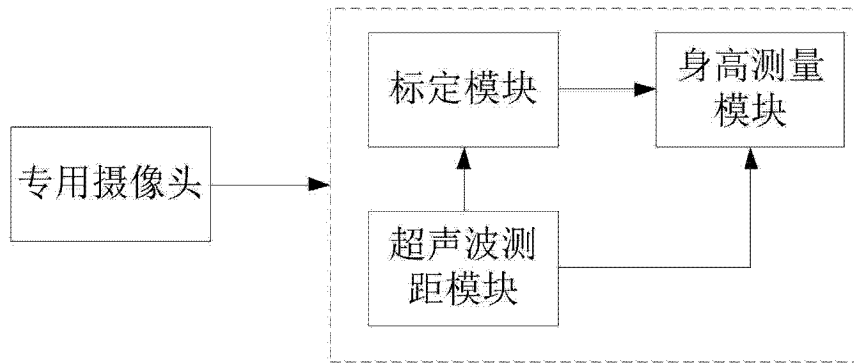 专用摄像头
标定模块
身高测量
模块
超声波测
距模块